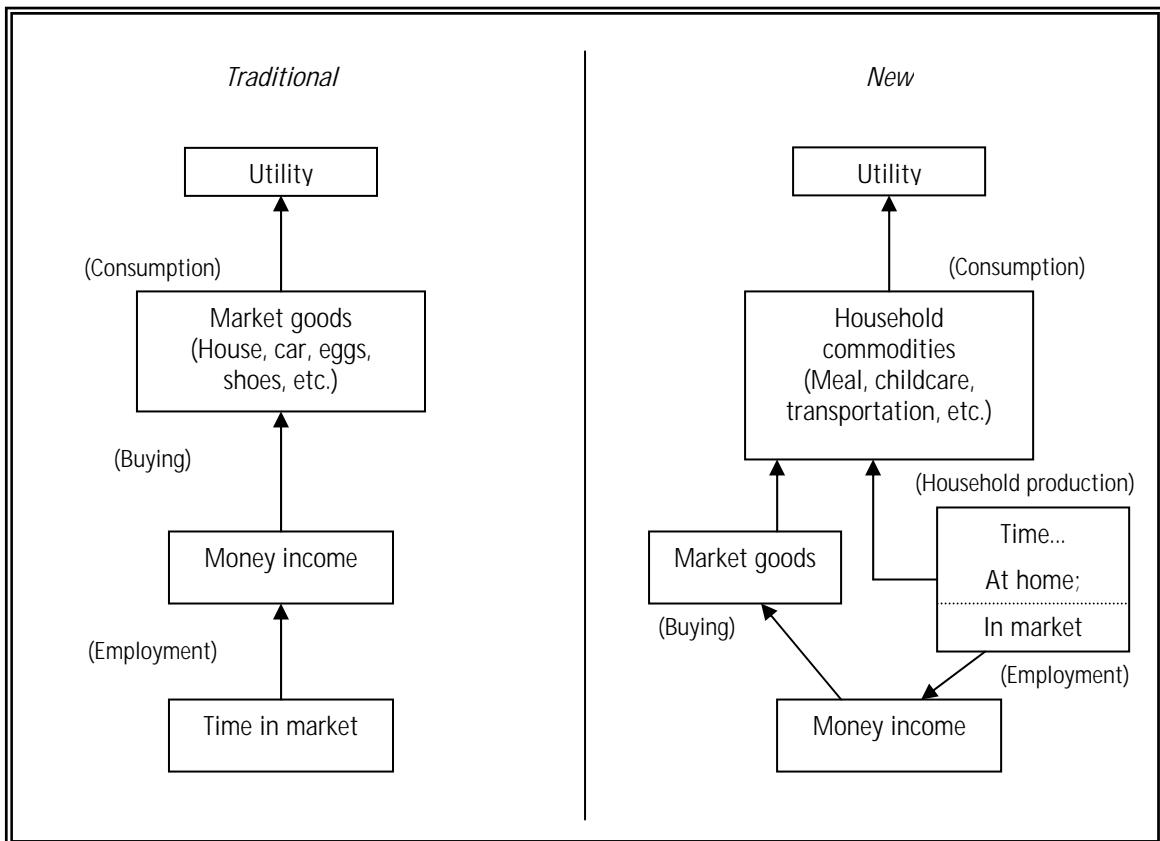 Traditional
Utility
(Consumption)
Market goods
(House, car, eggs,
shoes, etc.)
(Buying)
Money income
(Employment)
Time in market
New
Utility
(Consumption)
Household
commodities
(Meal, childcare,
transportation, etc.)
(Household production)
Time...
At home;
In market
Market goods
(Buying)
(Employment)
Money income